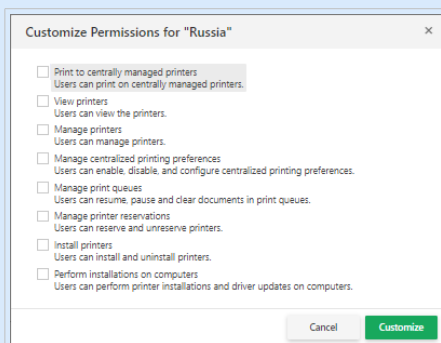 Customize Permissions for "Russia"
×
Print to centrally managed printers
Users can print on centrally managed printers.
View printers
Users can view the printers.
Manage printers
Users can manage printers.
Manage centralized printing preferences
Users can enable, disable, and configure centralized printing preferences.
Manage print queues
Users can resume, pause and clear documents in print queues.
Manage printer reservations
Users can reserve and unreserve printers.
Install printers
Users can install and uninstall printers.
Perform installations on computers
Users can perform printer installations and driver updates on computers.
Cancel Customize